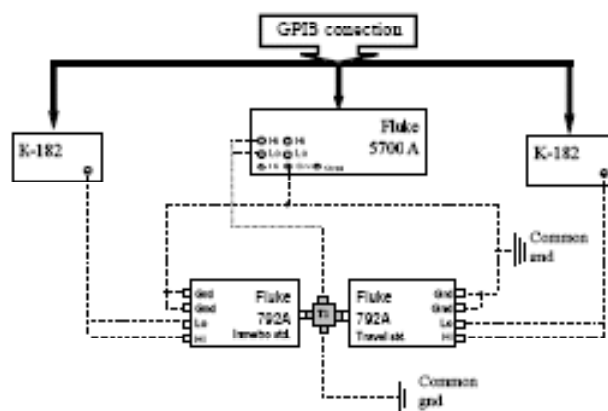 GPIB conection
Fluke
5700 A
K-182
K-182
Hi Hi
Lo Lo
Common
gnd
Gnd
Gnd
Lo
Hi
Fluke
792A
Inmetro std.
Fluke
792A
Travel std.
Gnd
Gnd
Lo
Hi
Common
gnd